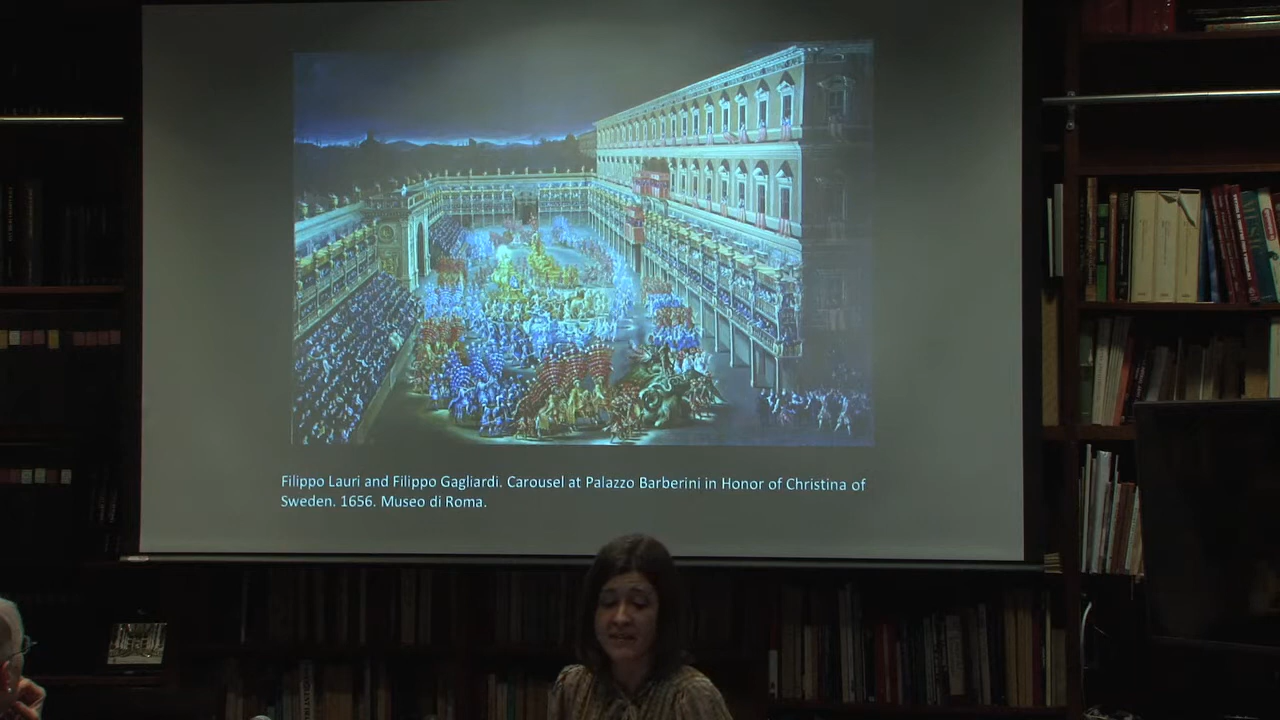 Filippo Lauri and Filippo Gagliardi. Carousel at Palazzo Barberini in Honor of Christina of
Sweden. 1656. Museo di Roma.